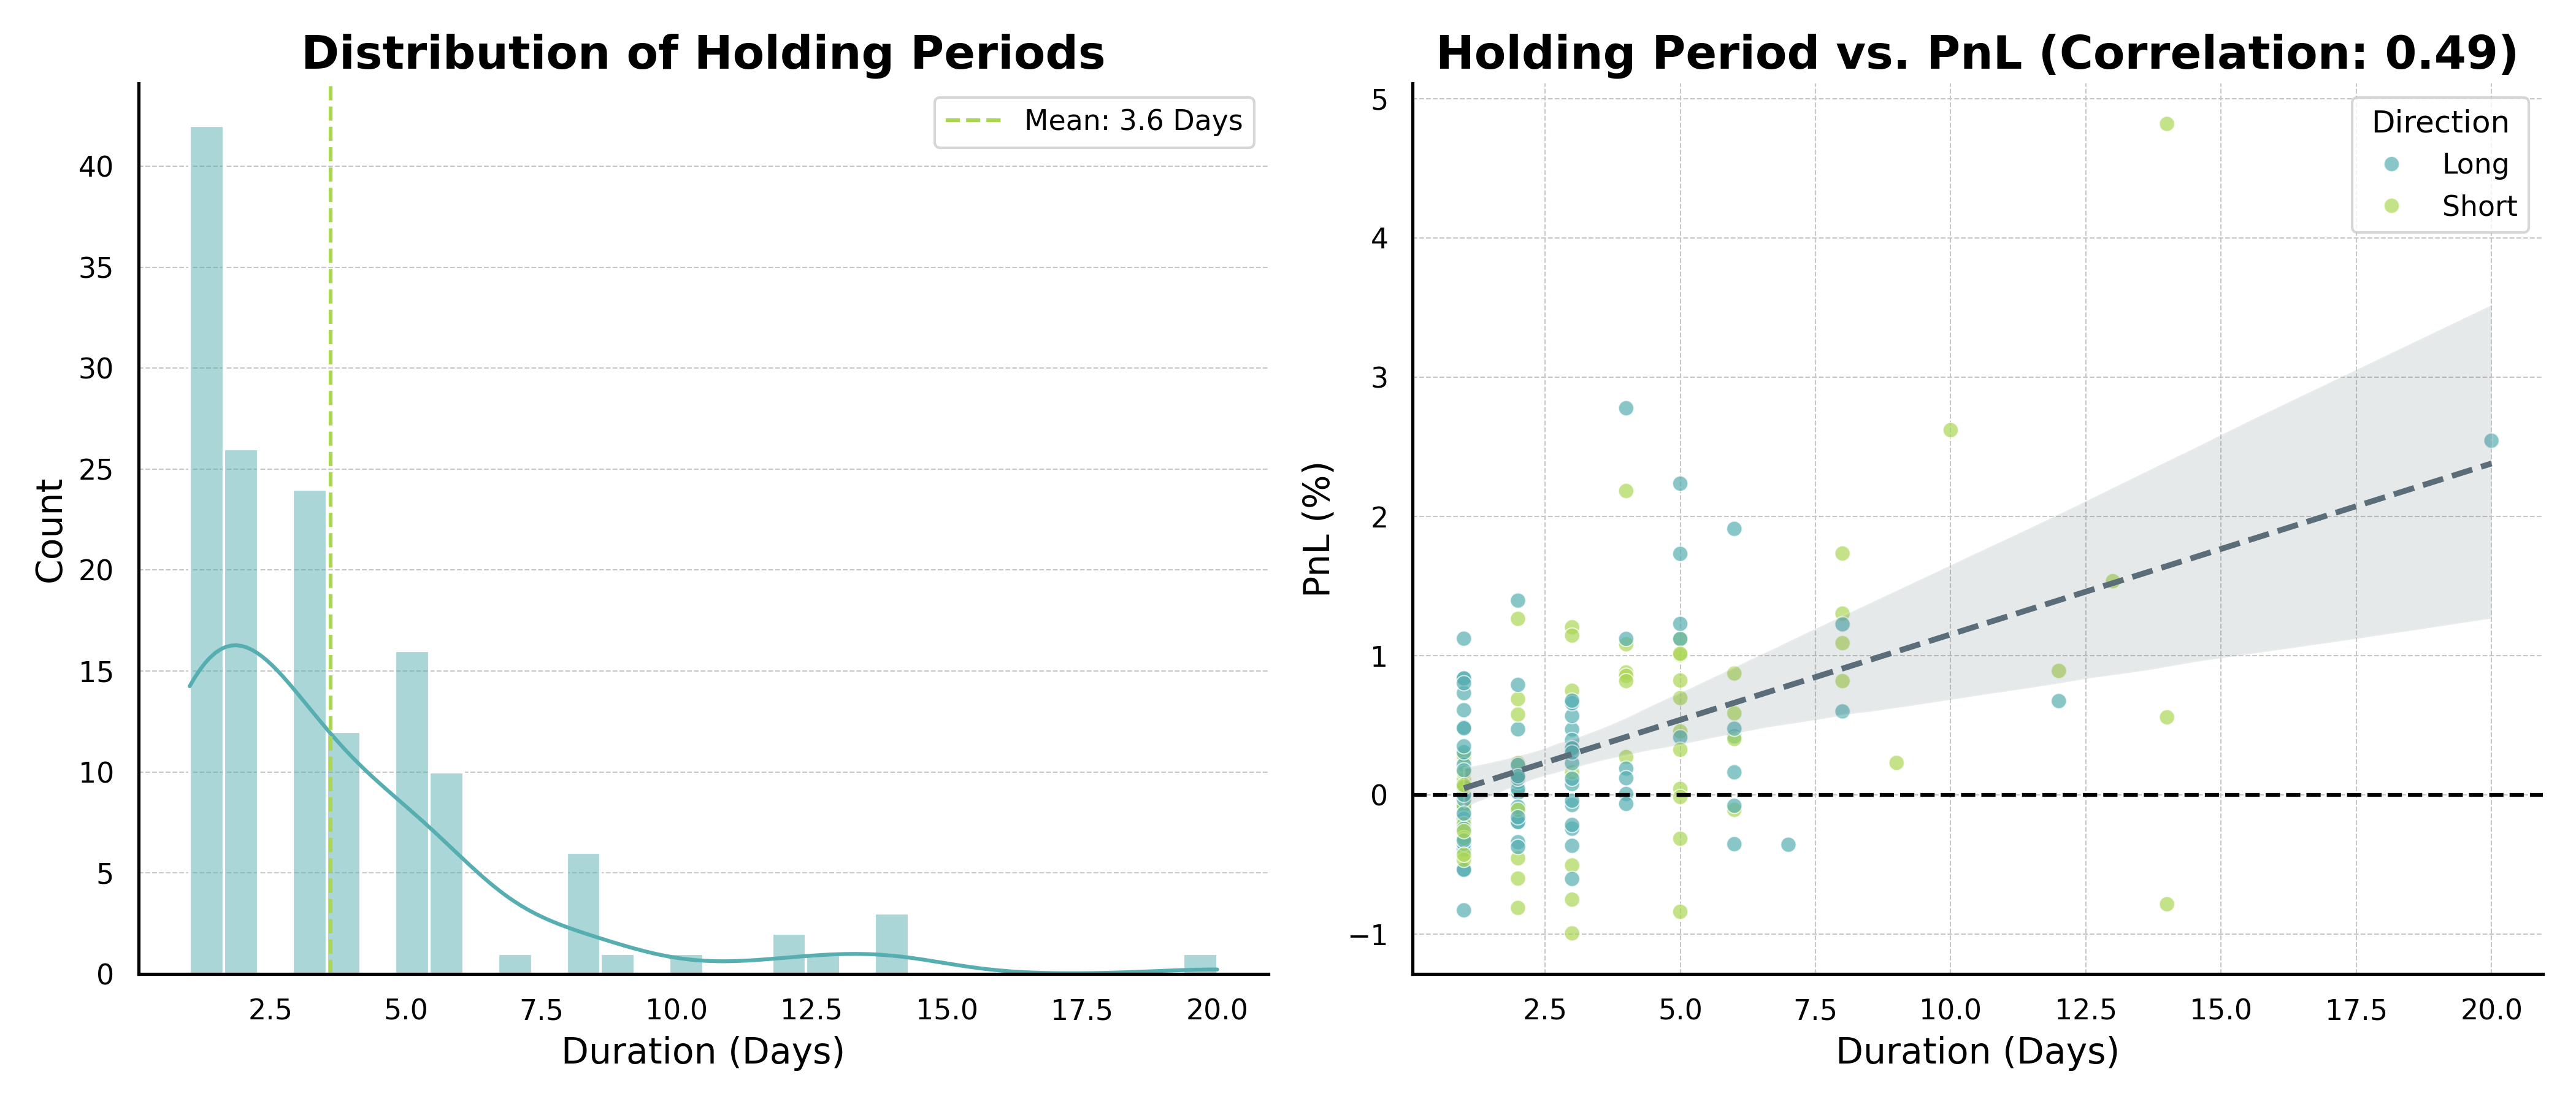 Distribution of Holding Periods
Mean: 3.6 Days
Count
40
35
30
25
20
15
10
5
0
2.5 5.0 7.5 10.0 12.5 15.0 17.5 20.0
Duration (Days)
Holding Period vs. PnL (Correlation: 0.49)
Direction
Long
Short
PnL (%)
5
4
3
2
1
0
−1
2.5 5.0 7.5 10.0 12.5 15.0 17.5 20.0
Duration (Days)